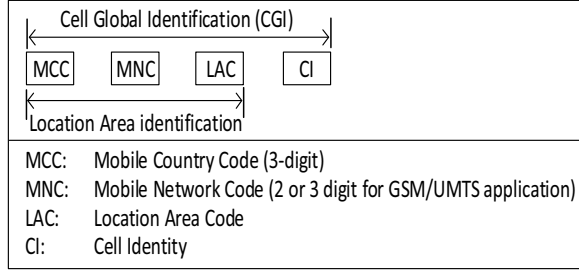 Cell Global Identification (CGI)
MCC MNC LAC CI
Location Area identification
MCC: Mobile Country Code (3-digit)
MNC: Mobile Network Code (2 or 3 digit for GSM/UMTS application)
LAC: Location Area Code
CI: Cell Identity